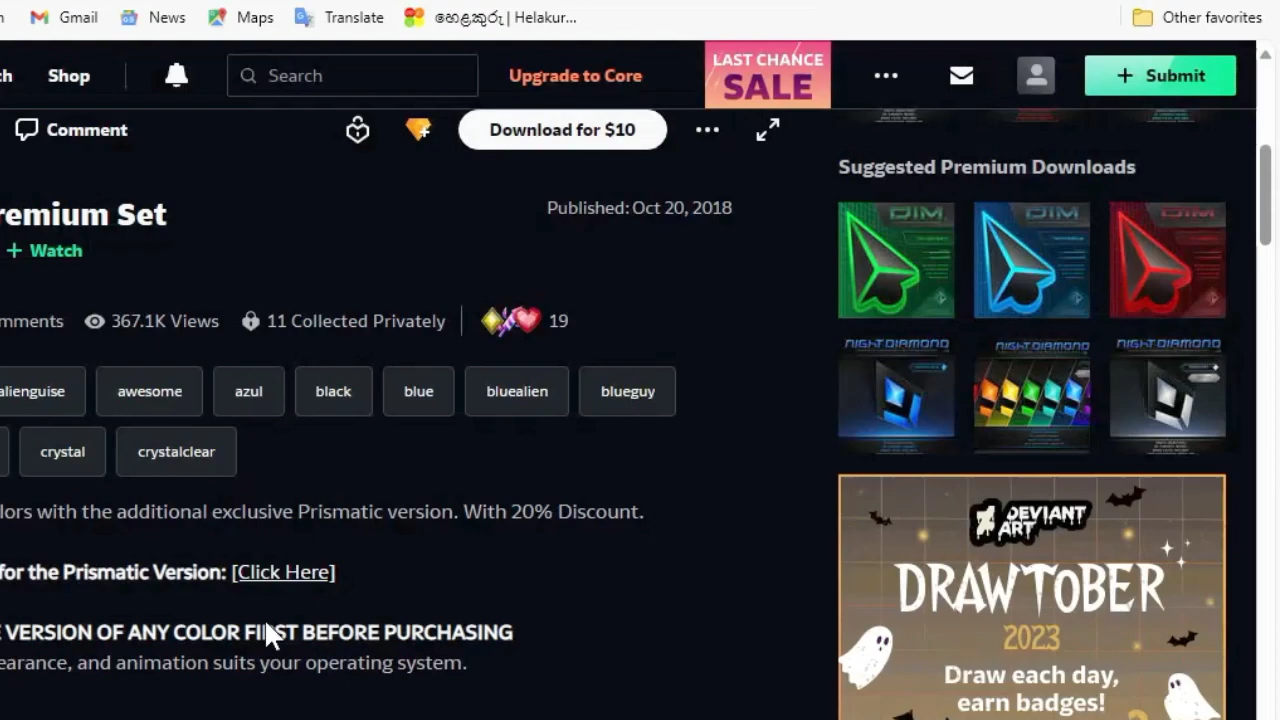 Gmail
News
Maps
Translate
හෙළකුරු | Helakur...
Other favorites
Shop
Search
Upgrade to Core
LAST CHANCE
SALE
Submit
Comment
Download for $10
Suggested Premium Downloads
remium Set
Published: Oct 20, 2018
+ Watch
mments
367.1K Views
11 Collected Privately
19
alienguise
awesome
azul
black
blue
bluealien
blueguy
crystal
crystalclear
DIM
DIM
DIM
NIGHT DIAMOND
NIGHT DIAMOND
NIGHT DIAMOND
lors with the additional exclusive Prismatic version. With 20% Discount.
for the Prismatic Version: [Click Here]
E VERSION OF ANY COLOR FIRST BEFORE PURCHASING
earance, and animation suits your operating system.
DEVIANT
ART
DRAWTOBER
2023
Draw each day,
earn badges!